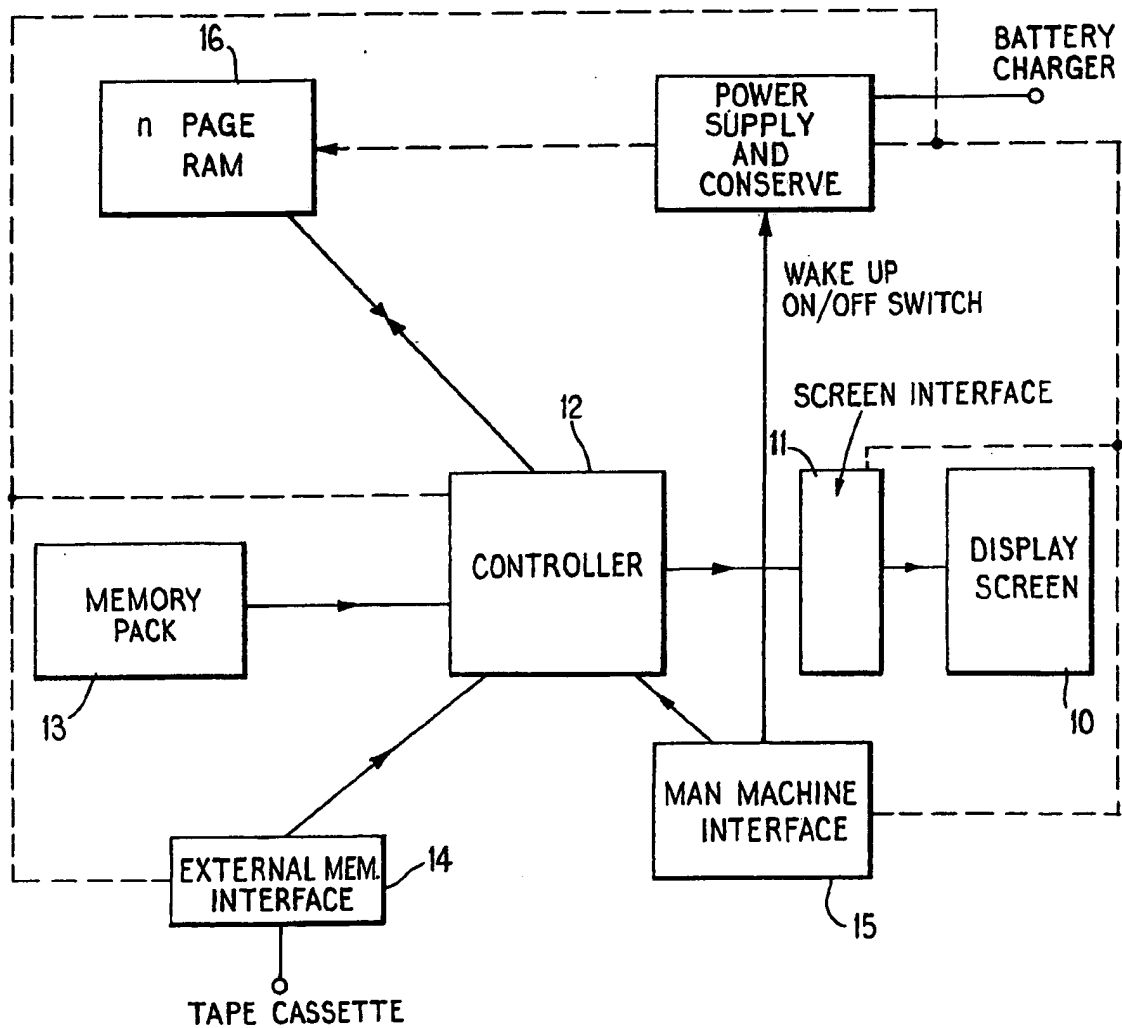 16
BATTERY
CHARGER
n PAGE
RAM
POWER
SUPPLY
AND
CONSERVE
WAKE UP
ON/OFF SWITCH
SCREEN INTERFACE
12
11
CONTROLLER
DISPLAY
SCREEN
MEMORY
PACK
13
10
MAN MACHINE
INTERFACE
EXTERNAL MEM.
INTERFACE
14
15
TAPE CASSETTE